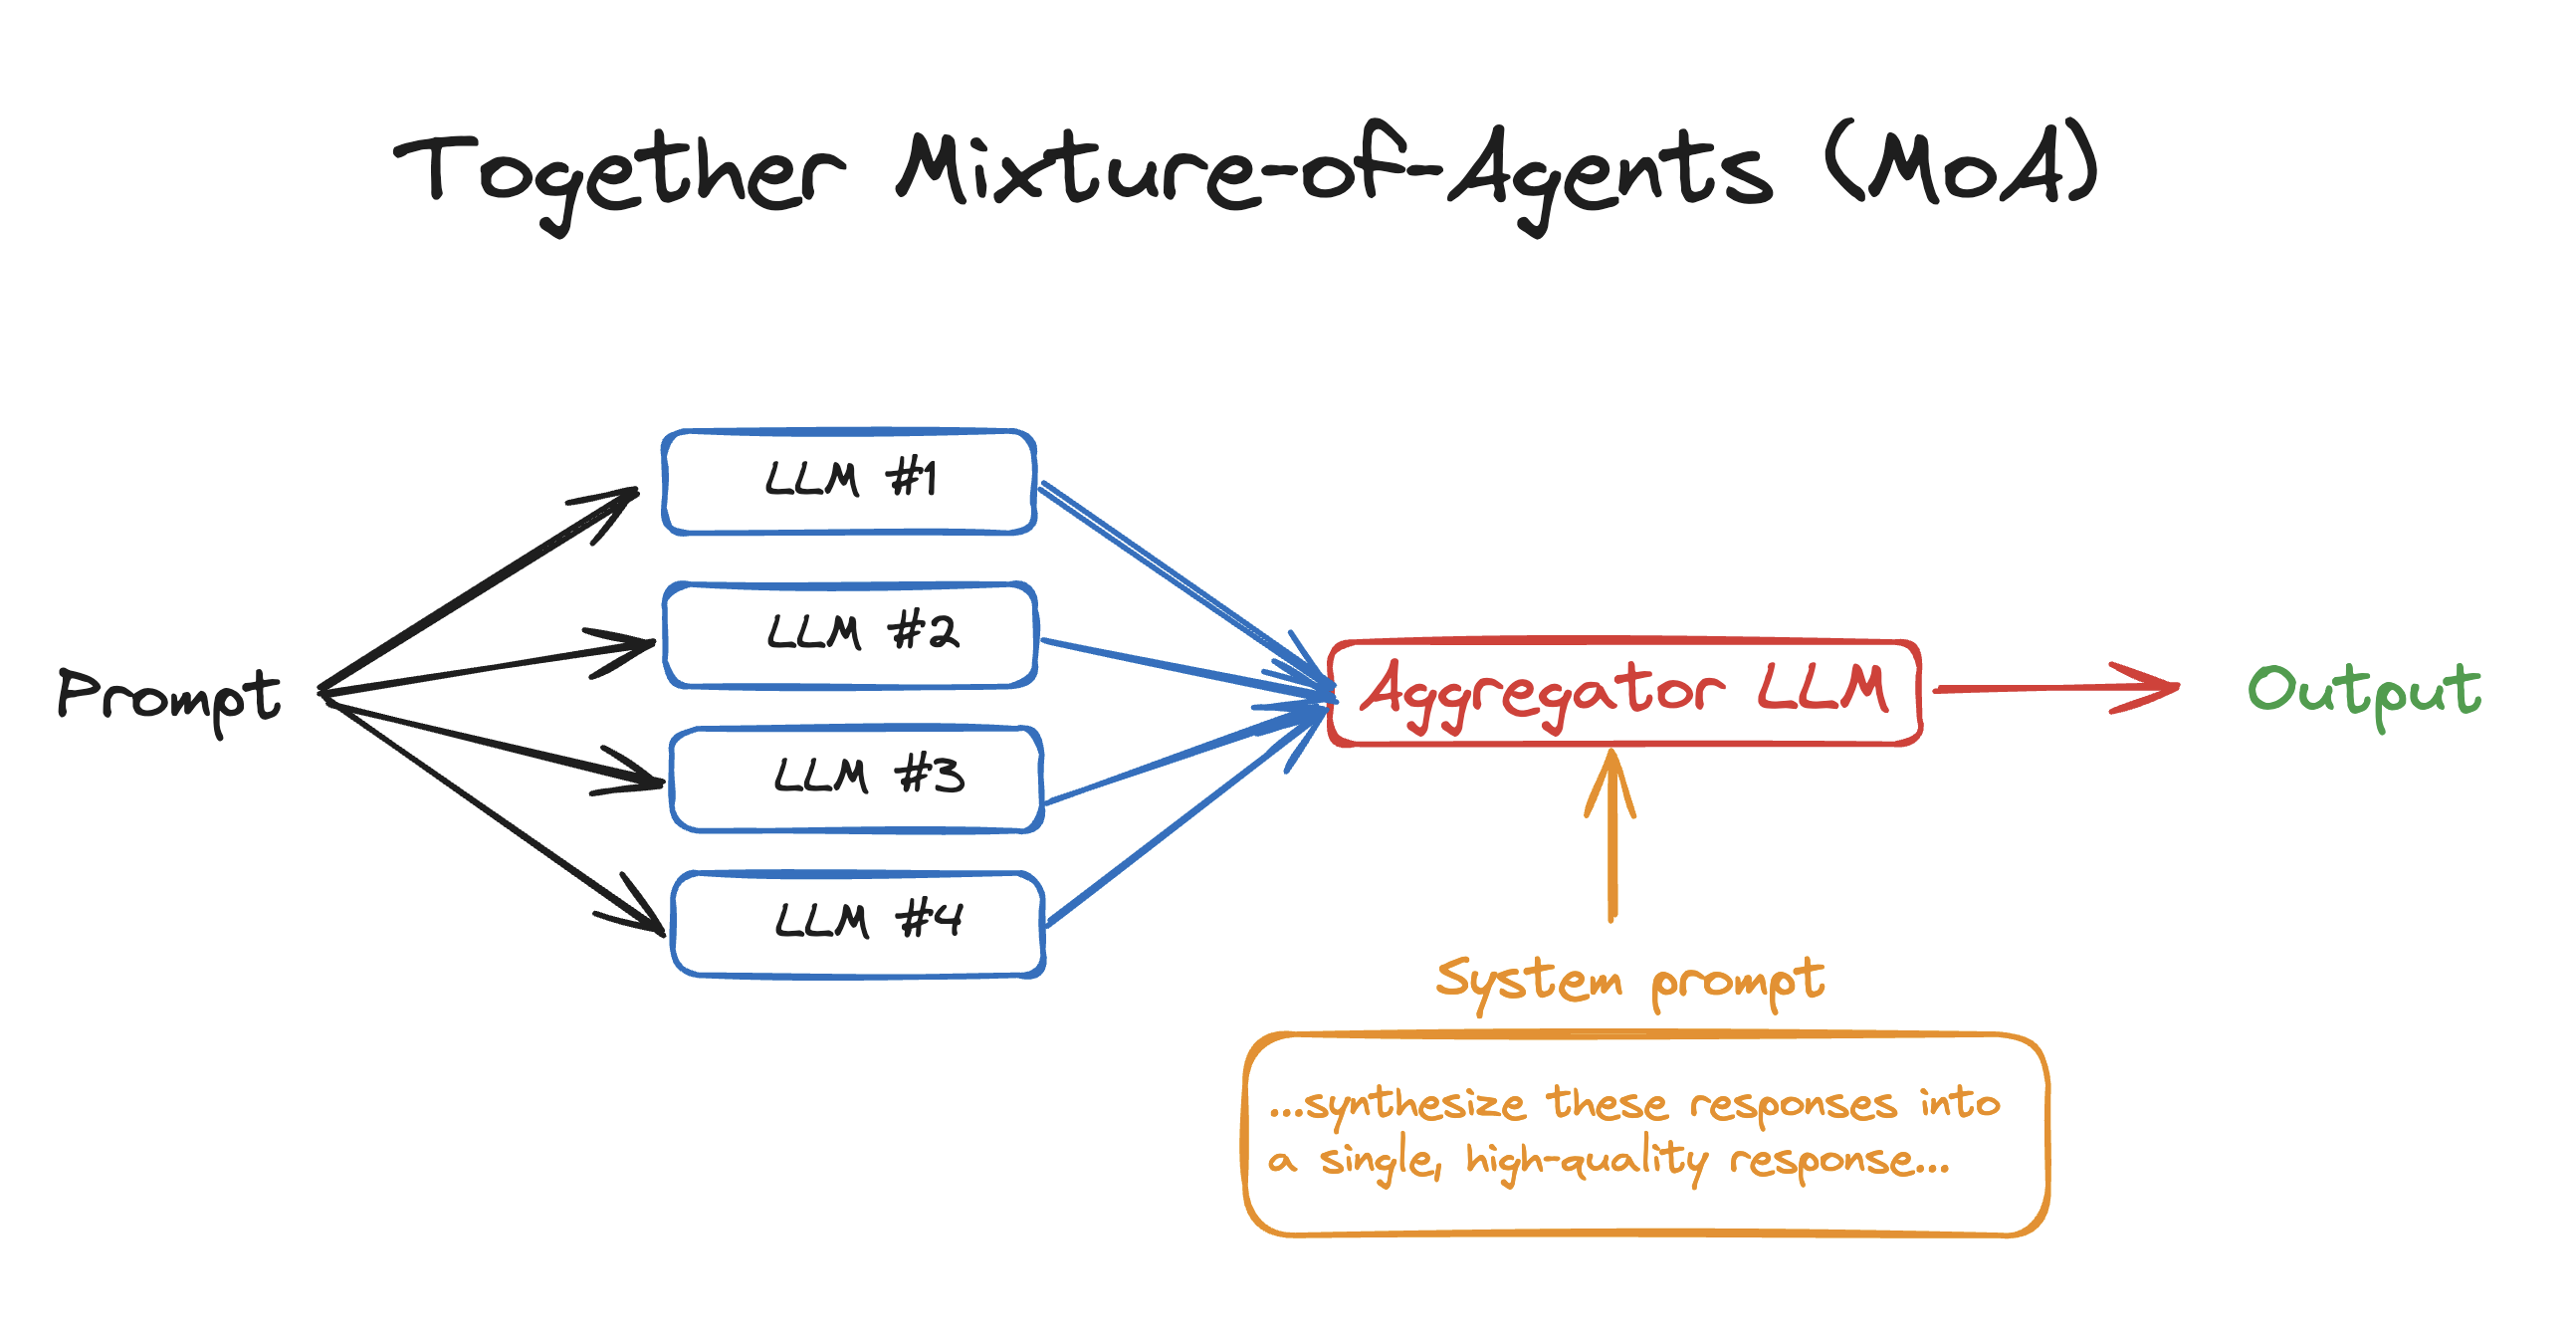 Together Mixture-of-Agents (MoA)
LLM #1
LLM #2
Prompt
Aggregator LLM
Output
LLM #3
LLM #4
System prompt
...synthesize these responses into
a single, high-quality response...